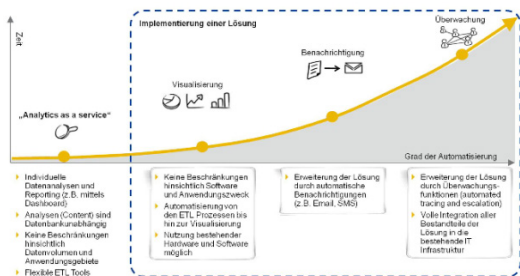 Implementierung einer Lösung
Überwachung
Zeit
Benachrichtigung
Visualisierung
„Analytics as a service“
Grad der Automatisierung
Individuelle
Datenanalysen und
Reporting (z.B. mittels
Dashboard)
Analysen (Content) sind
Datenbankunabhängig
Keine Beschränkungen
hinsichtlich
Datenvolumen und
Anwendungsgebiete
Flexible ETL Tools
Keine Beschränkungen
hinsichtlich Software und
Anwendungszweck
Automatisierung von
den ETL Prozessen bis
hin zur Visualisierung
Nutzung bestehender
Hardware und Software
möglich
Erweiterung der Lösung
durch automatische
Benachrichtigungen
(z.B. Email, SMS)
Erweiterung der Lösung
durch Überwachungs-
funktionen (automated
tracing and escalation)
Volle Integration aller
Bestandteile der
Lösung in die
bestehende IT
Infrastruktur